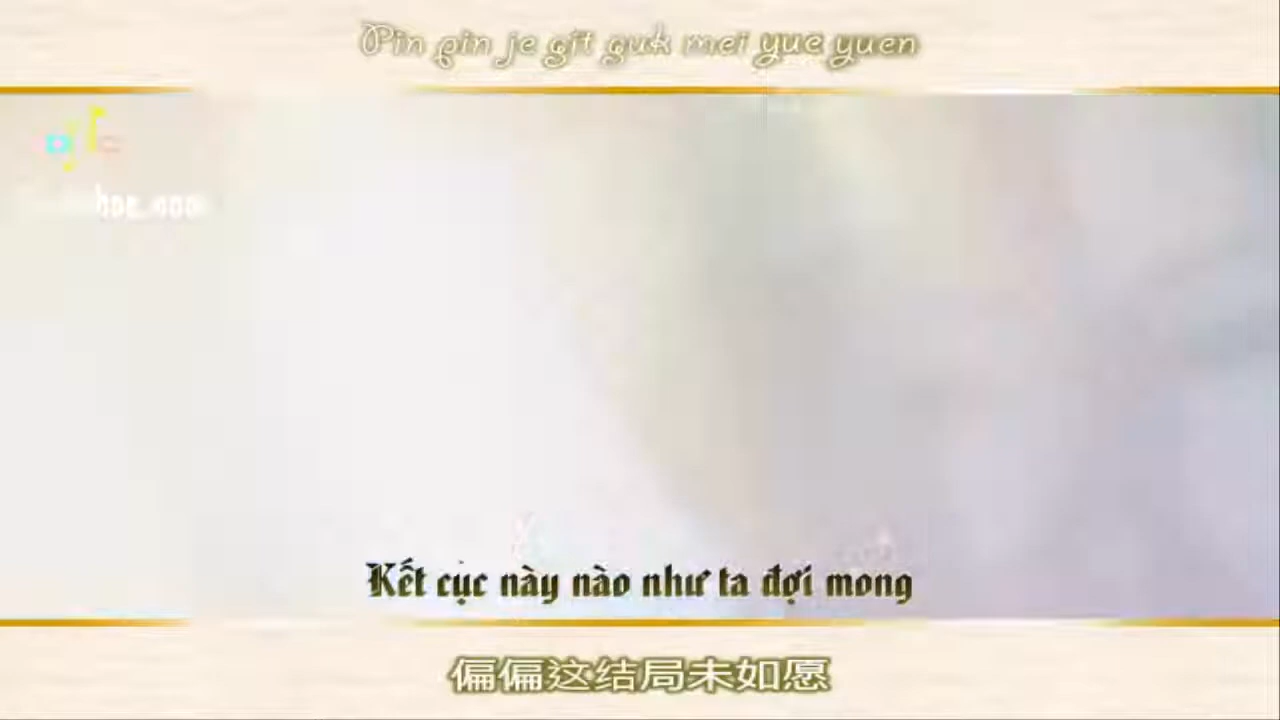 Pin pin je git guk mei yue yuen
Kết cục này nào như ta đợi mong
偏偏这结局未如愿